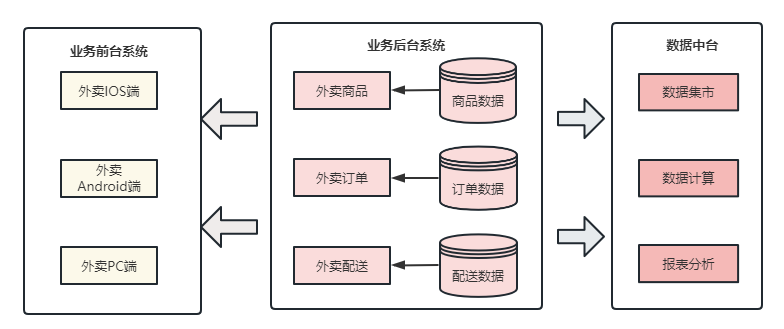 业务前台系统
外卖IOS端
外卖
Android端
外卖PC端
业务后台系统
外卖商品
商品数据
外卖订单
订单数据
外卖配送
配送数据
数据中台
数据集市
数据计算
报表分析